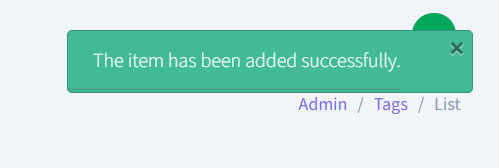 The item has been added successfully.
Admin / Tags / List